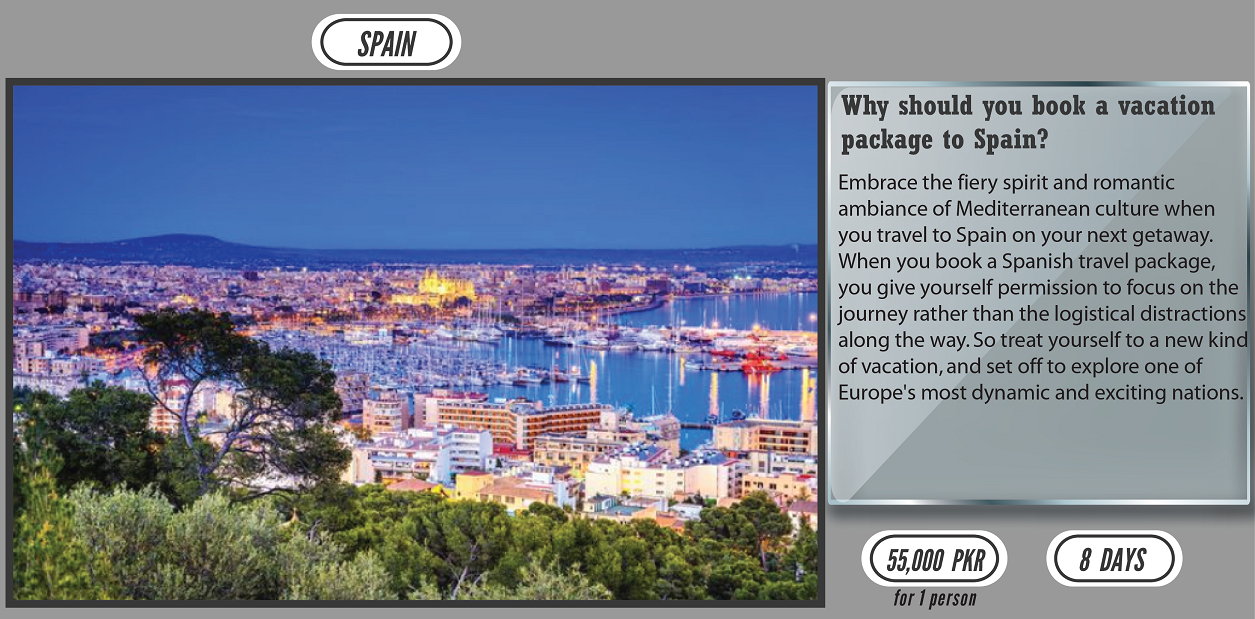 SPAIN
Why should you book a vacation
package to Spain?
Embrace the fiery spirit and romantic
ambiance of Mediterranean culture when
you travel to Spain on your next getaway.
When you book a Spanish travel package,
you give yourself permission to focus on the
journey rather than the logistical distractions
along the way. So treat yourself to a new kind
of vacation, and set off to explore one of
Europe's most dynamic and exciting nations.
55,000 PKR
8 DAYS
for 1 person